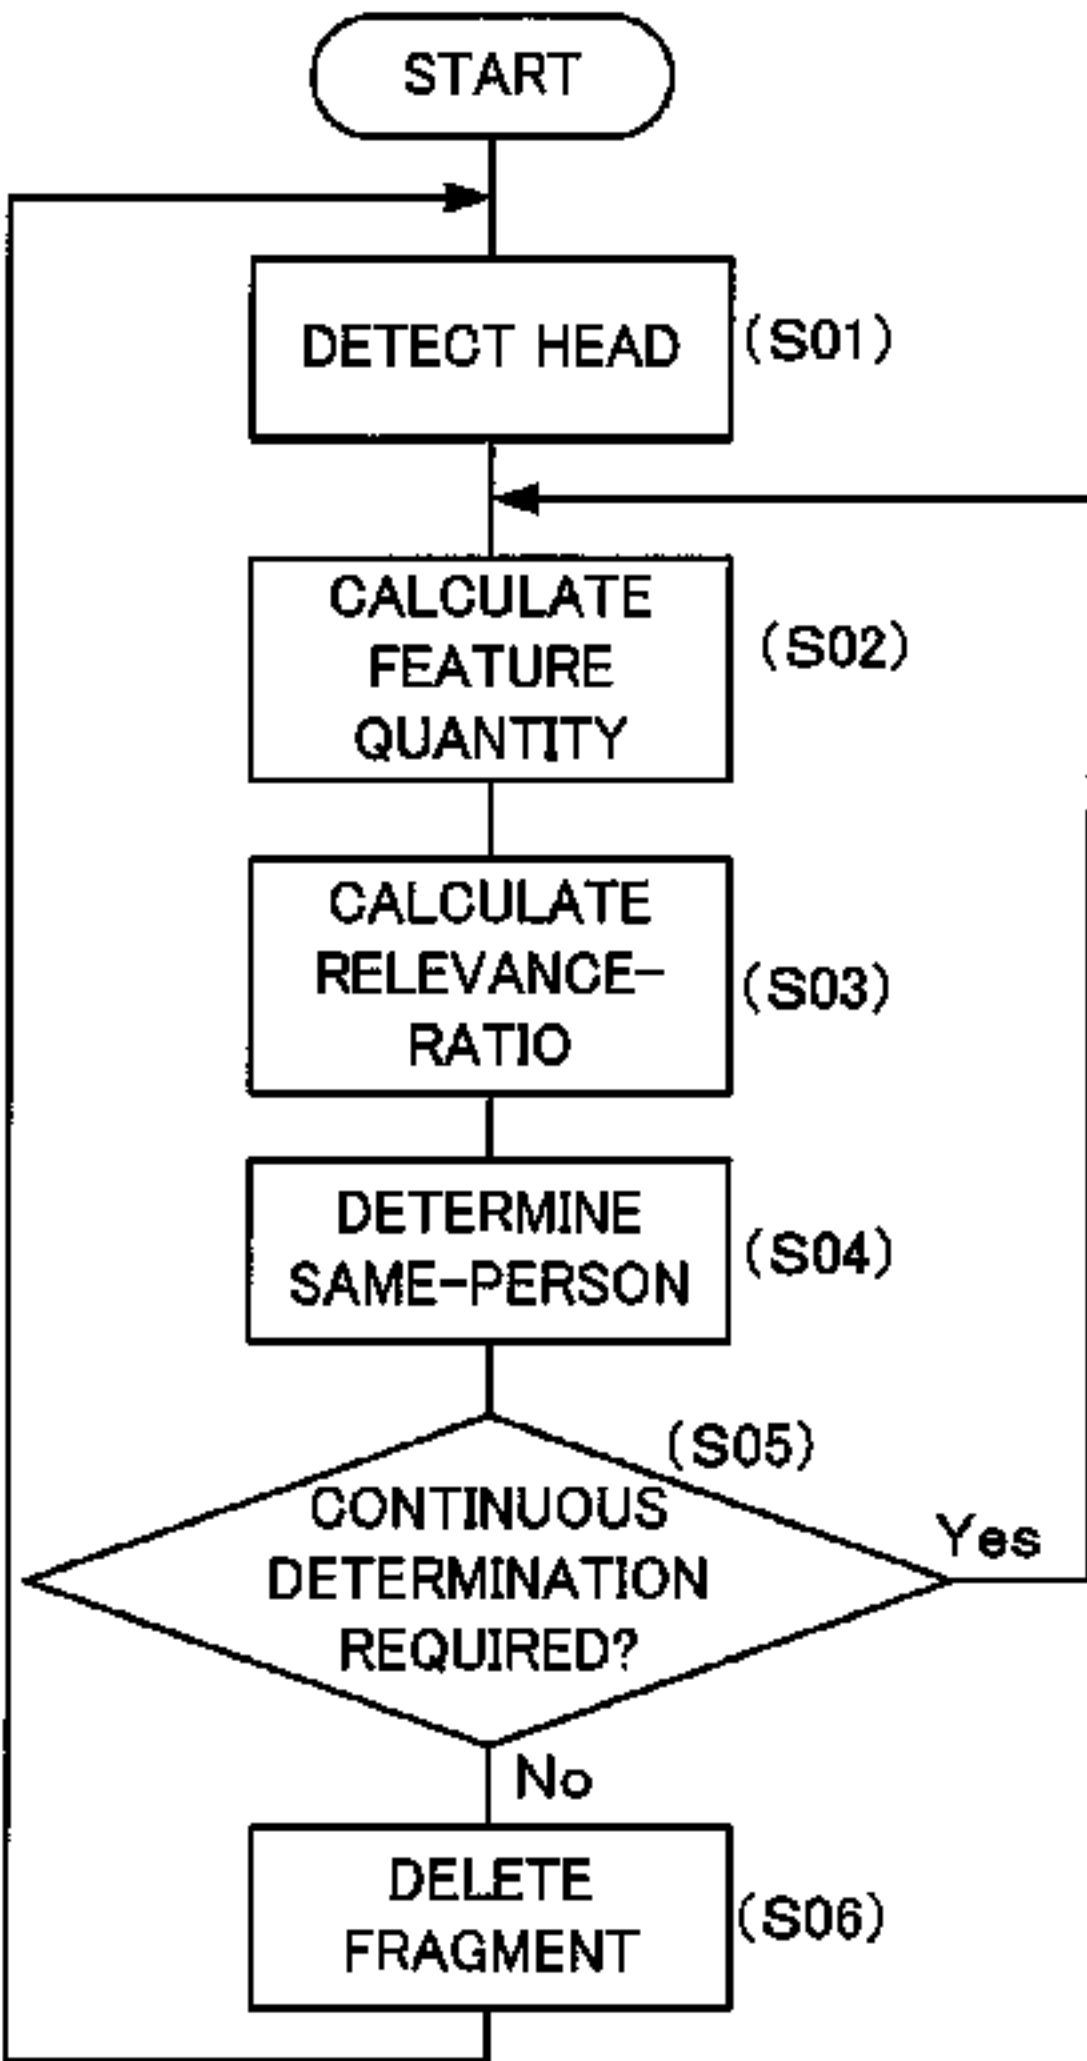 START
DETECT HEAD
(S01)
CALCULATE
FEATURE
QUANTITY
(S02)
CALCULATE
RELEVANCE-
RATIO
(S03)
DETERMINE
SAME-PERSON
(S04)
(S05)
CONTINUOUS
DETERMINATION
REQUIRED?
Yes
No
DELETE
FRAGMENT
(S06)